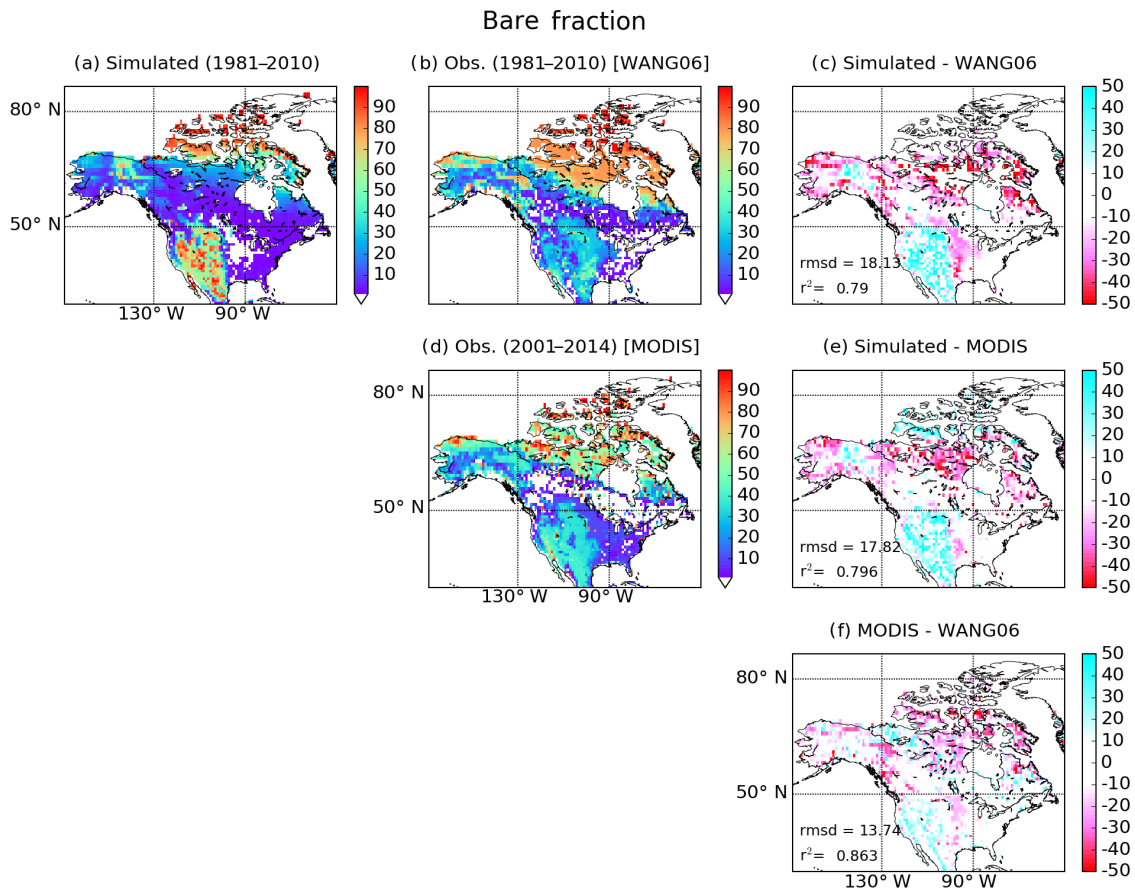 Bare fraction
(a) Simulated (1981–2010)
(b) Obs. (1981–2010) [WANG06]
(c) Simulated - WANG06
80° N
50° N
130° W
90° W
90
80
70
60
50
40
30
20
10
90
80
70
60
50
40
30
20
10
rmsd = 18.13
r²= 0.79
50
40
30
20
10
0
-10
-20
-30
-40
-50
(d) Obs. (2001–2014) [MODIS]
(e) Simulated - MODIS
80° N
50° N
130° W
90° W
90
80
70
60
50
40
30
20
10
rmsd = 17.82
r²= 0.796
50
40
30
20
10
0
-10
-20
-30
-40
-50
(f) MODIS - WANG06
80° N
50° N
130° W
90° W
rmsd = 13.74
r²= 0.863
50
40
30
20
10
0
-10
-20
-30
-40
-50